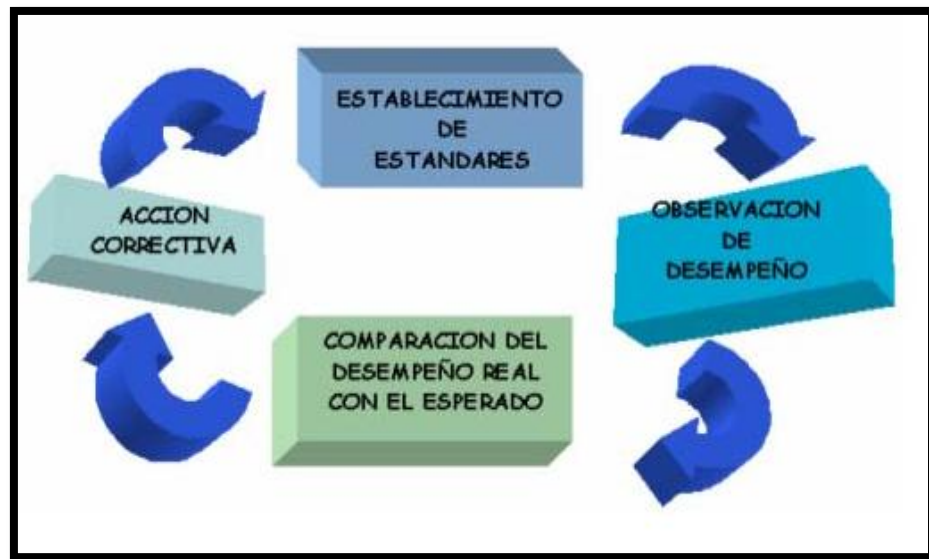 ESTABLECIMIENTO
DE
ESTANDARES
ACCION
CORRECTIVA
OBSERVACION
DE
DESEMPEÑO
COMPARACION DEL
DESEMPEÑO REAL
CON EL ESPERADO